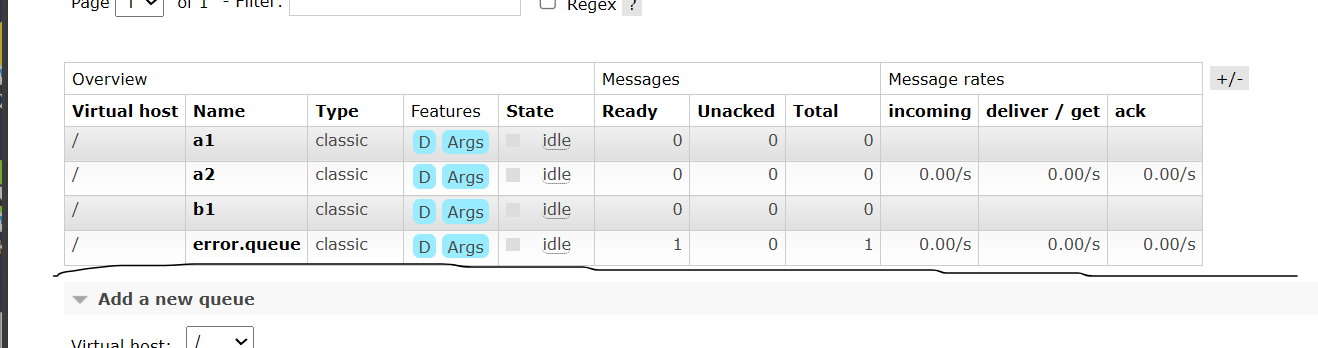 Page 1 of 1 - Filter: Regex ?
Overview Messages Message rates +/-
Virtual host Name Type Features State Ready Unacked Total incoming deliver / get ack
/ a1 classic D Args idle 0 0 0
/ a2 classic D Args idle 0 0 0 0.00/s 0.00/s 0.00/s
/ b1 classic D Args idle 0 0 0
/ error.queue classic D Args idle 1 0 1 0.00/s 0.00/s 0.00/s
Add a new queue
Virtual host: /